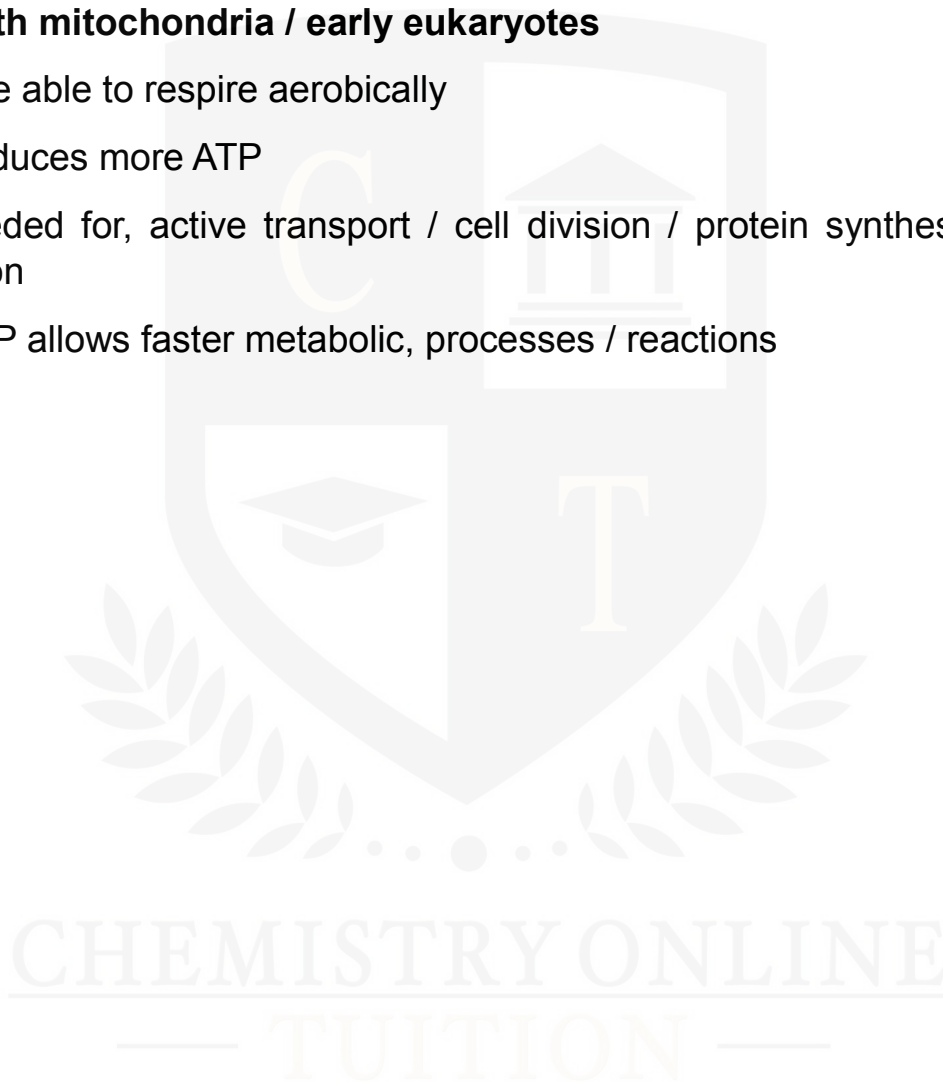 th mitochondria / early eukaryotes
e able to respire aerobically
duces more ATP
ded for, active transport / cell division / protein synthes
on
P allows faster metabolic, processes / reactions
C
T
CHEMISTRY ONLINE
TUITION